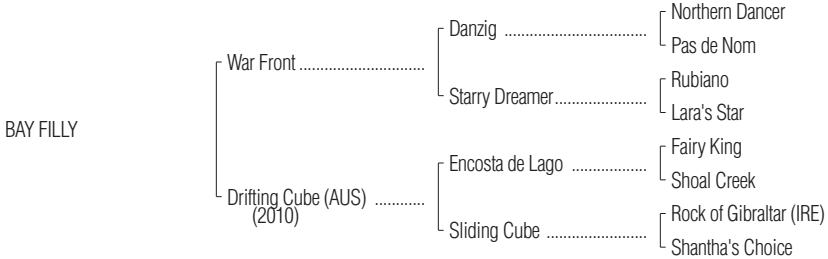 Northern Dancer
Danzig ..................................
Pas de Nom
War Front ..............................
Rubiano
Starry Dreamer......................
Lara's Star
BAY FILLY
Fairy King
Encosta de Lago ..................
Shoal Creek
Drifting Cube (AUS) ............
(2010)
Rock of Gibraltar (IRE)
Sliding Cube ........................
Shantha's Choice